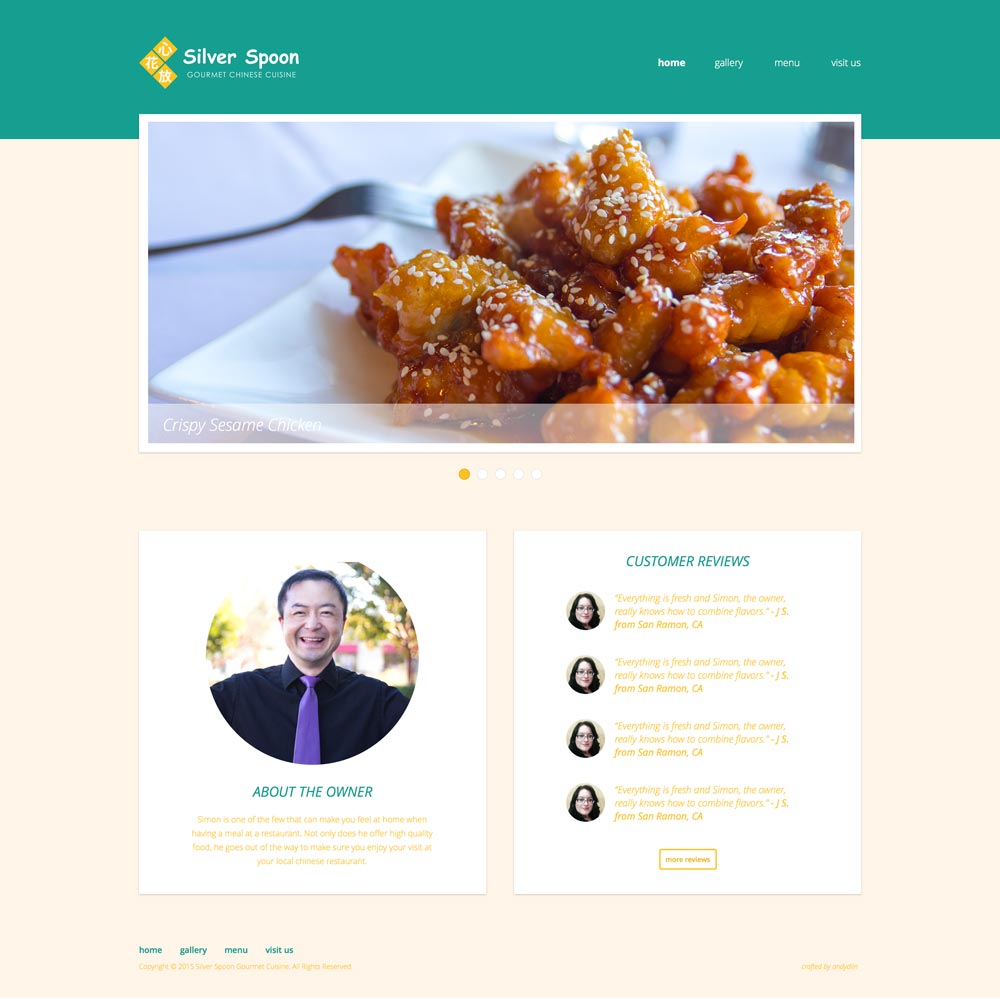 心
花
放
Silver Spoon
GOURMET CHINESE CUISINE
home gallery menu visit us
Crispy Sesame Chicken
ABOUT THE OWNER
Simon is one of the few that can make you feel at home when
having a meal at a restaurant. Not only does he offer high quality
food, he goes out of the way to make sure you enjoy your visit at
your local chinese restaurant.
CUSTOMER REVIEWS
"Everything is fresh and Simon, the owner,
really knows how to combine flavors." - J S.
from San Ramon, CA
"Everything is fresh and Simon, the owner,
really knows how to combine flavors." - J S.
from San Ramon, CA
"Everything is fresh and Simon, the owner,
really knows how to combine flavors." - J S.
from San Ramon, CA
"Everything is fresh and Simon, the owner,
really knows how to combine flavors." - J S.
from San Ramon, CA
more reviews
home gallery menu visit us
Copyright © 2015 Silver Spoon Gourmet Cuisine. All Rights Reserved.
crafted by andydlin